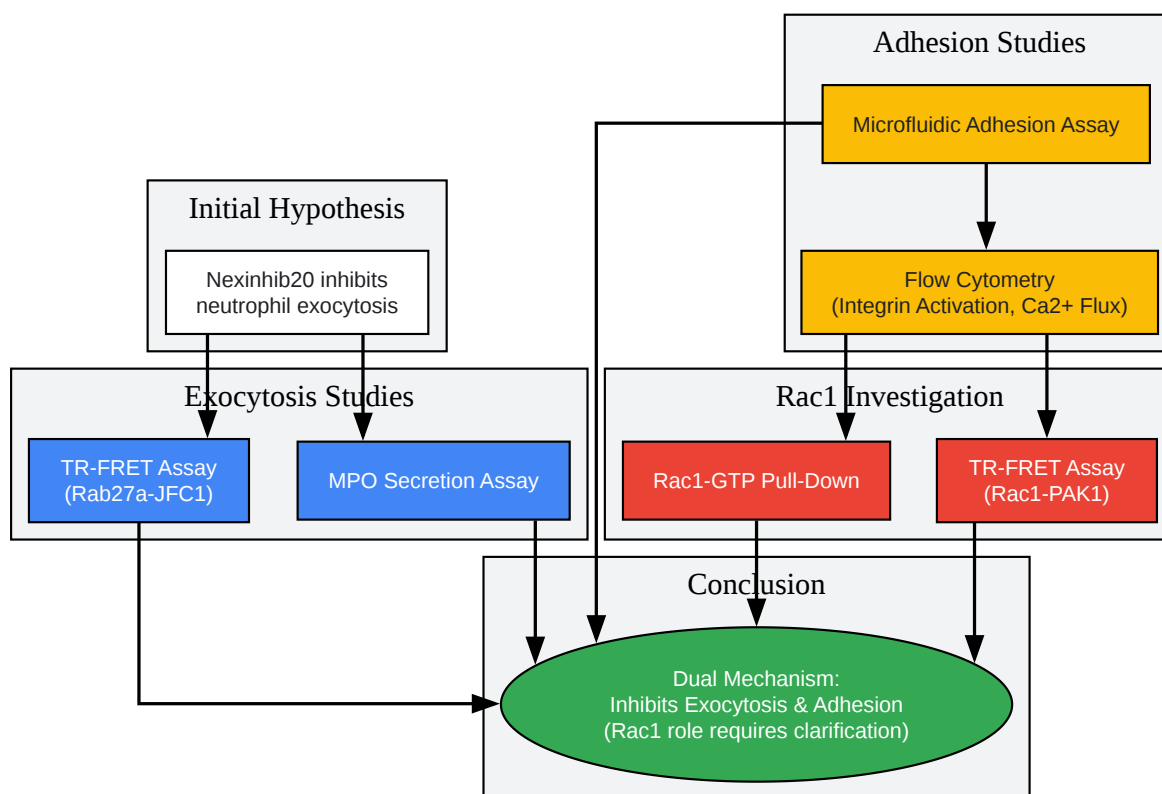 Adhesion Studies
Microfluidic Adhesion Assay
Initial Hypothesis
Nexinhib20 inhibits
neutrophil exocytosis
Flow Cytometry
(Integrin Activation, Ca2+ Flux)
Exocytosis Studies
TR-FRET Assay
(Rab27a-JFC1)
MPO Secretion Assay
Rac1 Investigation
Rac1-GTP Pull-Down
TR-FRET Assay
(Rac1-PAK1)
Conclusion
Dual Mechanism:
Inhibits Exocytosis & Adhesion
(Rac1 role requires clarification)